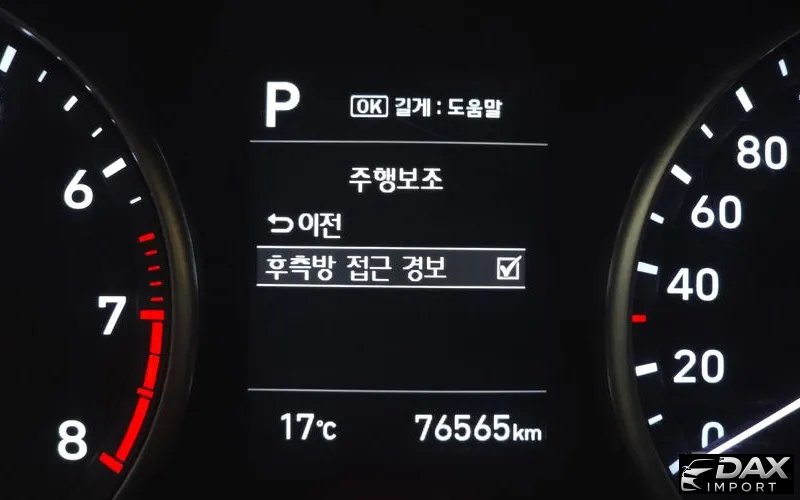 P OK 길게 : 도움말
주행보조
이전
후측방 접근 경보
17℃ 76565km
6
7
8
80
60
40
20
0
DAX
IMPORT